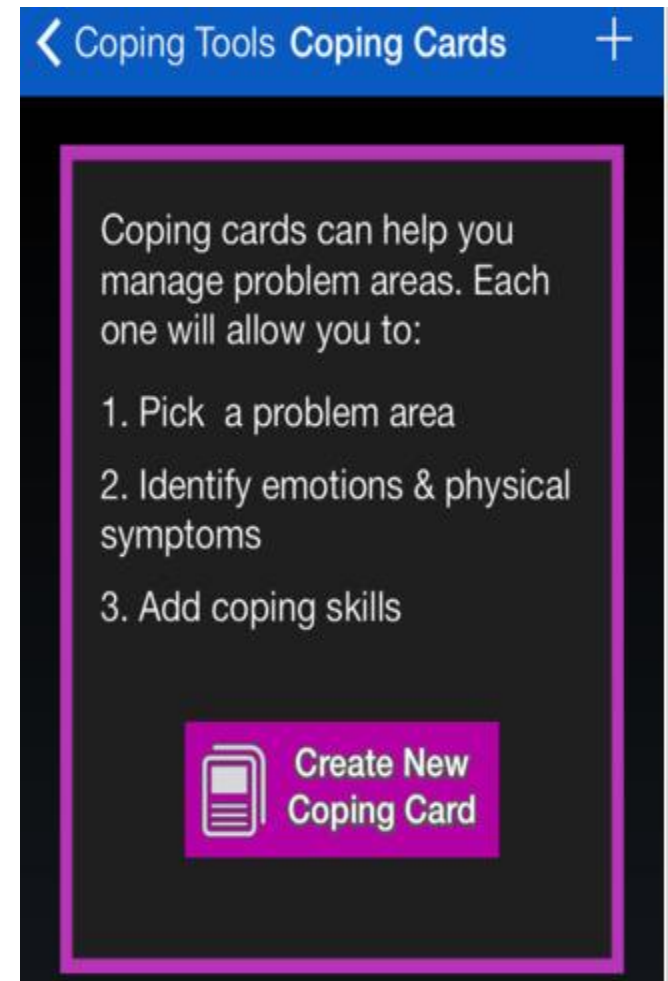 Coping Tools Coping Cards +
Coping cards can help you
manage problem areas. Each
one will allow you to:
1. Pick  a problem area
2. Identify emotions & physical
symptoms
3. Add coping skills
Create New
Coping Card